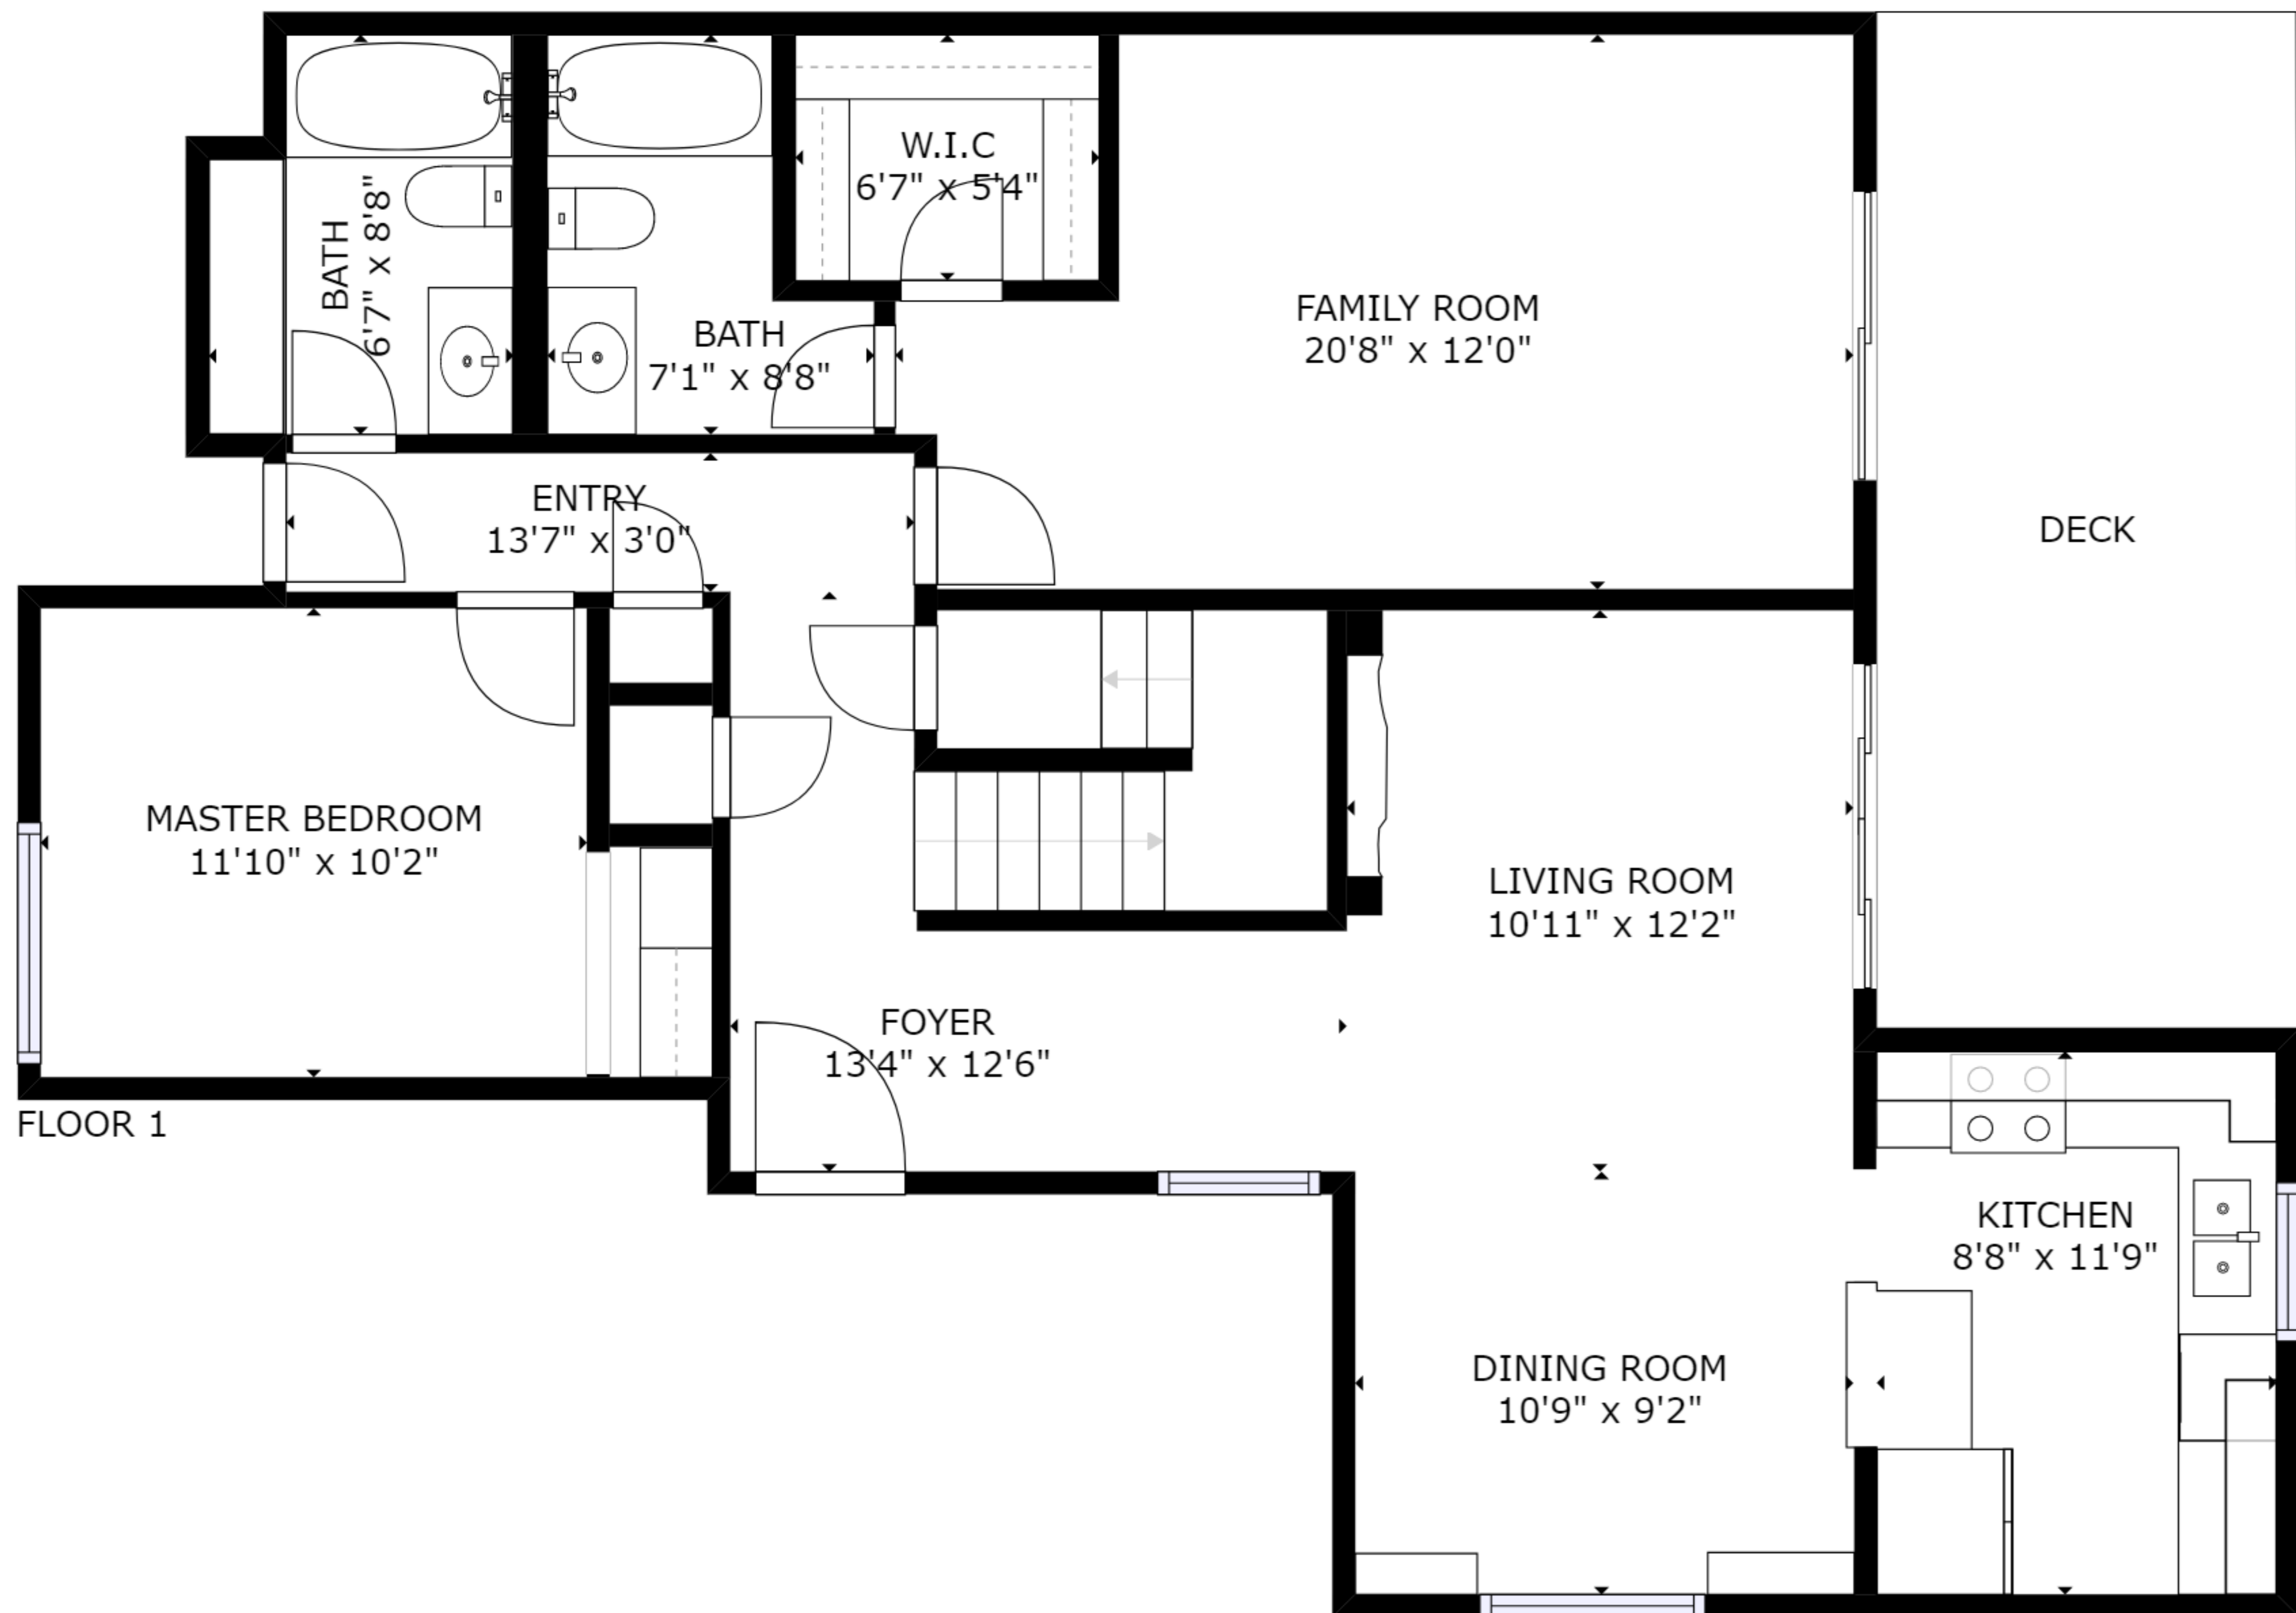 W.I.C
6'7" x 5'4"
BATH
6'7" x 8'8"
BATH
7'1" x 8'8"
FAMILY ROOM
20'8" x 12'0"
ENTRY
13'7" x 3'0"
DECK
MASTER BEDROOM
11'10" x 10'2"
LIVING ROOM
10'11" x 12'2"
FOYER
13'4" x 12'6"
FLOOR 1
KITCHEN
8'8" x 11'9"
DINING ROOM
10'9" x 9'2"